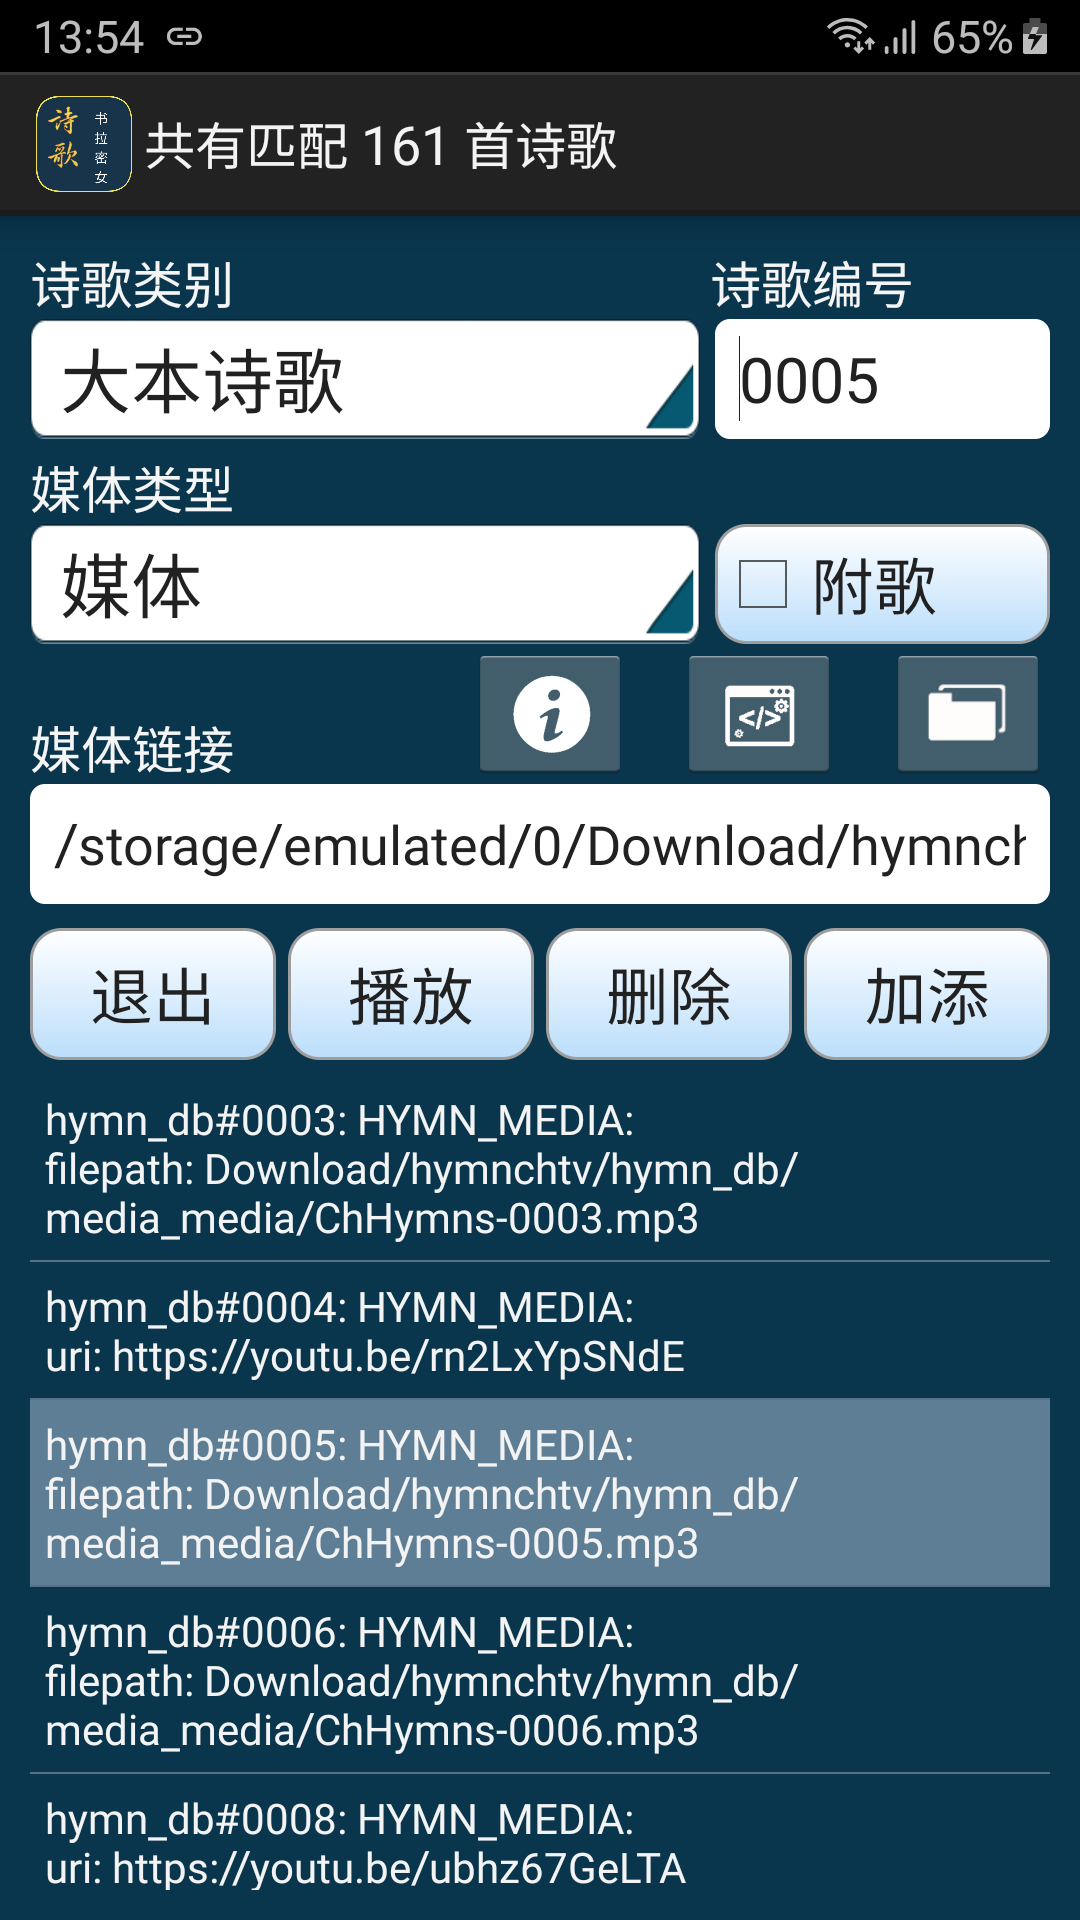 13:54
65%
诗歌
书拉密女
共有匹配 161 首诗歌
诗歌类别
诗歌编号
大本诗歌
0005
媒体类型
媒体
附歌
媒体链接
/storage/emulated/0/Download/hymnch
退出
播放
删除
加添
hymn_db#0003: HYMN_MEDIA:
filepath: Download/hymnchtv/hymn_db/
media_media/ChHymns-0003.mp3
hymn_db#0004: HYMN_MEDIA:
uri: https://youtu.be/rn2LxYpSNdE
hymn_db#0005: HYMN_MEDIA:
filepath: Download/hymnchtv/hymn_db/
media_media/ChHymns-0005.mp3
hymn_db#0006: HYMN_MEDIA:
filepath: Download/hymnchtv/hymn_db/
media_media/ChHymns-0006.mp3
hymn_db#0008: HYMN_MEDIA:
uri: https://youtu.be/ubhz67GeLTA